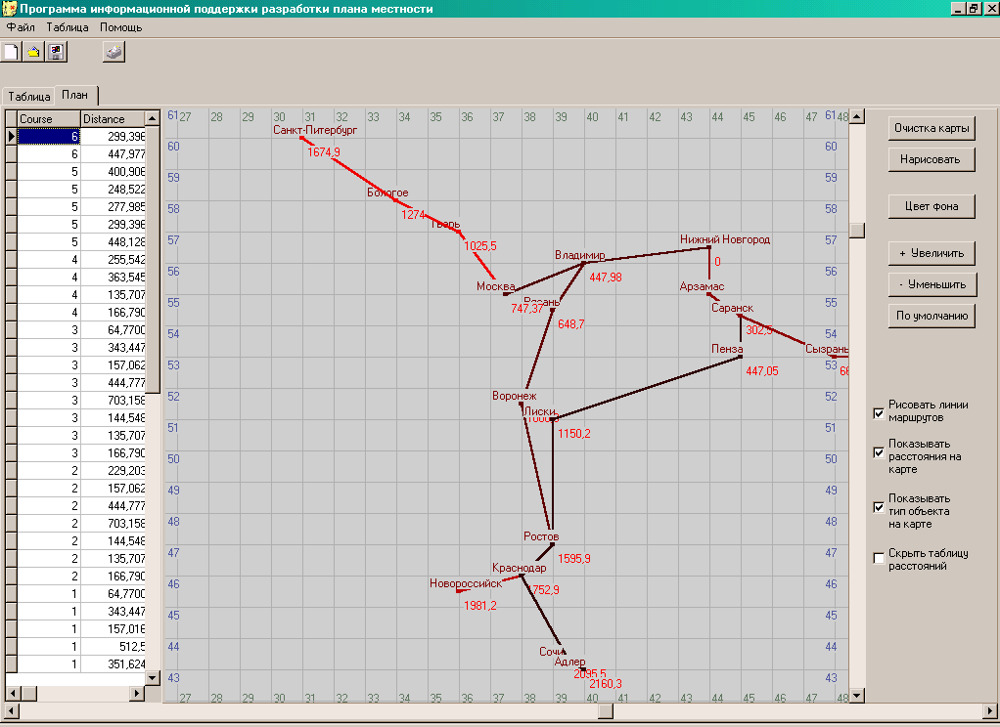 Программа информационной поддержки разработки плана местности
Файл Таблица Помощь
Таблица План
Course Distance
6 299,396
6 447,977
5 400,906
5 248,522
5 277,985
5 299,396
5 448,128
4 255,542
4 363,545
4 135,707
4 166,790
3 64,7700
3 343,447
3 157,062
3 444,777
3 703,158
3 144,548
3 135,707
3 166,790
2 229,203
2 157,062
2 444,777
2 703,158
2 144,548
2 135,707
2 166,790
1 64,7700
1 343,447
1 157,016
1 512,5
1 351,624
61 27 28 29 30 31 32 33 34 35 36 37 38 39 40 41 42 43 44 45 46 47 61 48
Санкт-Питербург
60 1674,9 60
59 59
Бологое
58 1274 58
Тверь
57 1025,5 Нижний Новгород 57
Владимир 0
56 447,98 56
Москва Арзамас
55 747,37 Рязань Саранск 55
54 648,7 302,5 54
Пенза Сызрань
53 447,05 53 66
52 Воронеж 52
Лиски
51 1150,2 51
50 50
49 49
48 48
Ростов
47 1595,9 47
Краснодар
46 Новороссийск 1752,9 46
1981,2
45 45
44 44
Сочи
Адлер
43 2095,5 43
2160,3
27 28 29 30 31 32 33 34 35 36 37 38 39 40 41 42 43 44 45 46 47 48
Очистка карты
Нарисовать
Цвет фона
+ Увеличить
- Уменьшить
По умолчанию
Рисовать линии
маршрутов
Показывать
расстояния на
карте
Показывать
тип объекта
на карте
Скрыть таблицу
расстояний